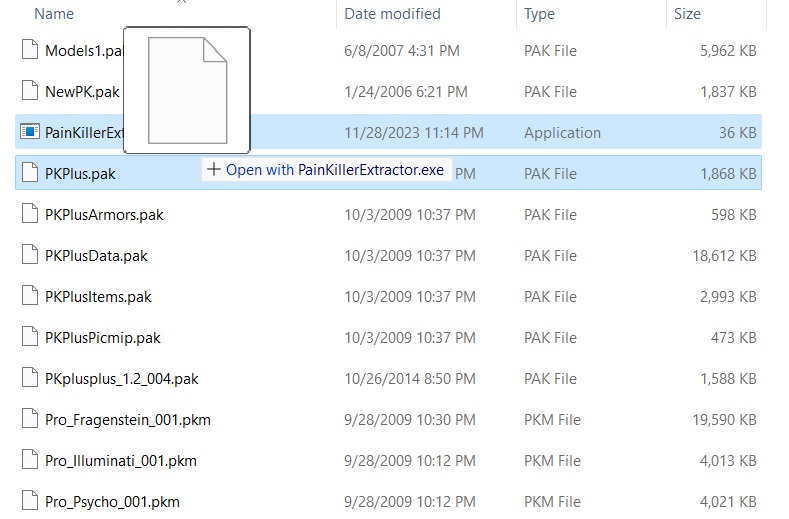 Name Date modified Type Size
Models1.pa 6/8/2007 4:31 PM PAK File 5,962 KB
NewPK.pak 1/24/2006 6:21 PM PAK File 1,837 KB
PainKillerExt 11/28/2023 11:14 PM Application 36 KB
+ Open with PainKillerExtractor.exe
PKPlus.pak PM PAK File 1,868 KB
PKPlusArmors.pak 10/3/2009 10:37 PM PAK File 598 KB
PKPlusData.pak 10/3/2009 10:37 PM PAK File 18,612 KB
PKPlusItems.pak 10/3/2009 10:37 PM PAK File 2,993 KB
PKPlusPicmip.pak 10/3/2009 10:37 PM PAK File 473 KB
PKplusplus_1.2_004.pak 10/26/2014 8:50 PM PAK File 1,588 KB
Pro_Fragenstein_001.pkm 9/28/2009 10:30 PM PKM File 19,590 KB
Pro_Illuminati_001.pkm 9/28/2009 10:12 PM PKM File 4,013 KB
Pro_Psycho_001.pkm 9/28/2009 10:12 PM PKM File 4,021 KB